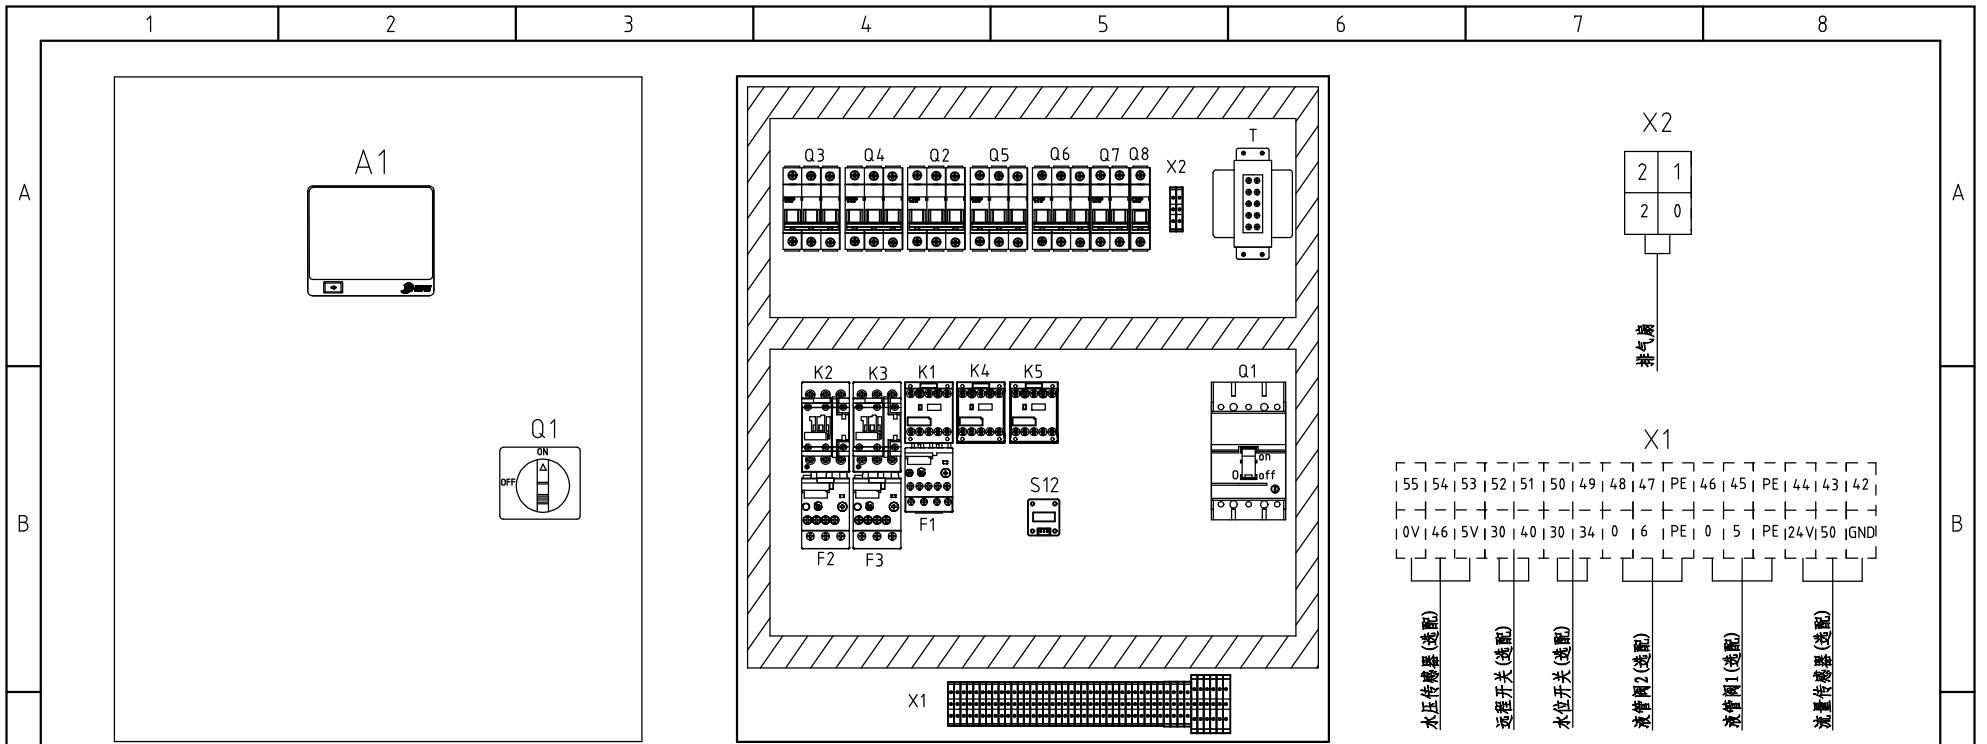 1 2 3 4 5 6 7 8
A A
B B
A1
Q1
ON
OFF
Q3 Q4 Q2 Q5 Q6 Q7 Q8
X2
T
K2 K3 K1 K4 K5
Q1
on
O off
S12
F1
F2 F3
X1
X2
2 1
2 0
排气扇
X1
55 54 53 52 51 50 49 48 47 PE 46 45 PE 44 43 42
0V 46 5V 30 40 30 34 0 6 PE 0 5 PE 24V 50 GND
水压传感器(选配)
远程开关(选配)
水位开关(选配)
液管阀2(选配)
液管阀1(选配)
流量传感器(选配)